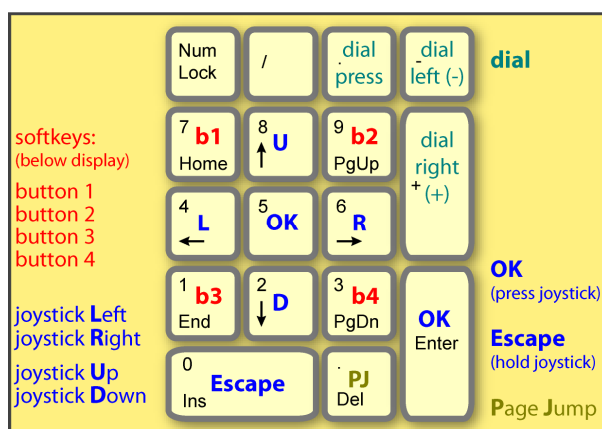 Num
Lock
/
.
dial
press
-
dial
left (-)
dial
softkeys:
(below display)
button 1
button 2
button 3
button 4
7
b1
Home
8
U
9
b2
PgUp
dial
right
+
(+)
4
L
5
OK
6
R
1
b3
End
2
D
3
b4
PgDn
OK
Enter
OK
(press joystick)
joystick Left
joystick Right
joystick Up
joystick Down
0
Escape
Ins
.
PJ
Del
Escape
(hold joystick)
Page Jump